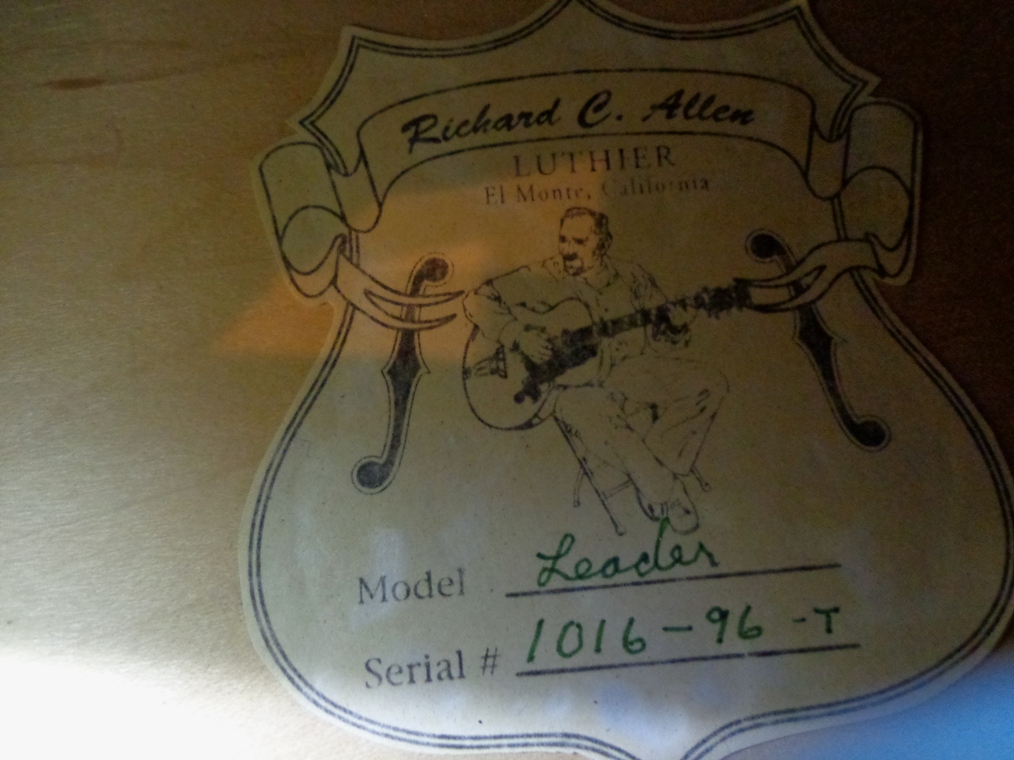 Richard C. Allen
LUTHIER
El Monte, California
Model Leader
Serial # 1016-96-T